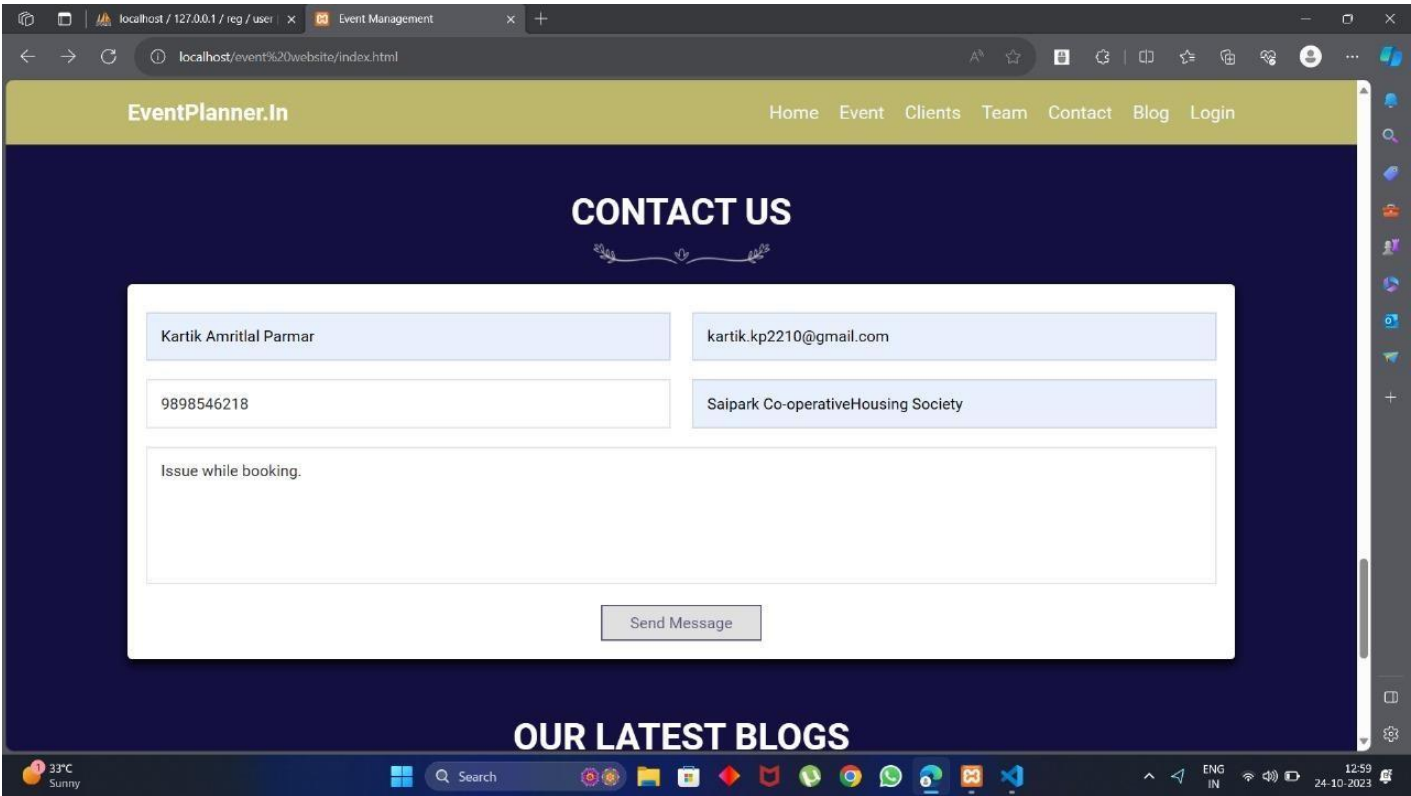 localhost / 127.0.0.1 / reg / user
Event Management
localhost/event%20website/index.html
EventPlanner.In
Home Event Clients Team Contact Blog Login
CONTACT US
Kartik Amritlal Parmar
kartik.kp2210@gmail.com
9898546218
Saipark Co-operativeHousing Society
Issue while booking.
Send Message
OUR LATEST BLOGS
1
33°C
Sunny
Search
ENG
IN
12:59
24-10-2023